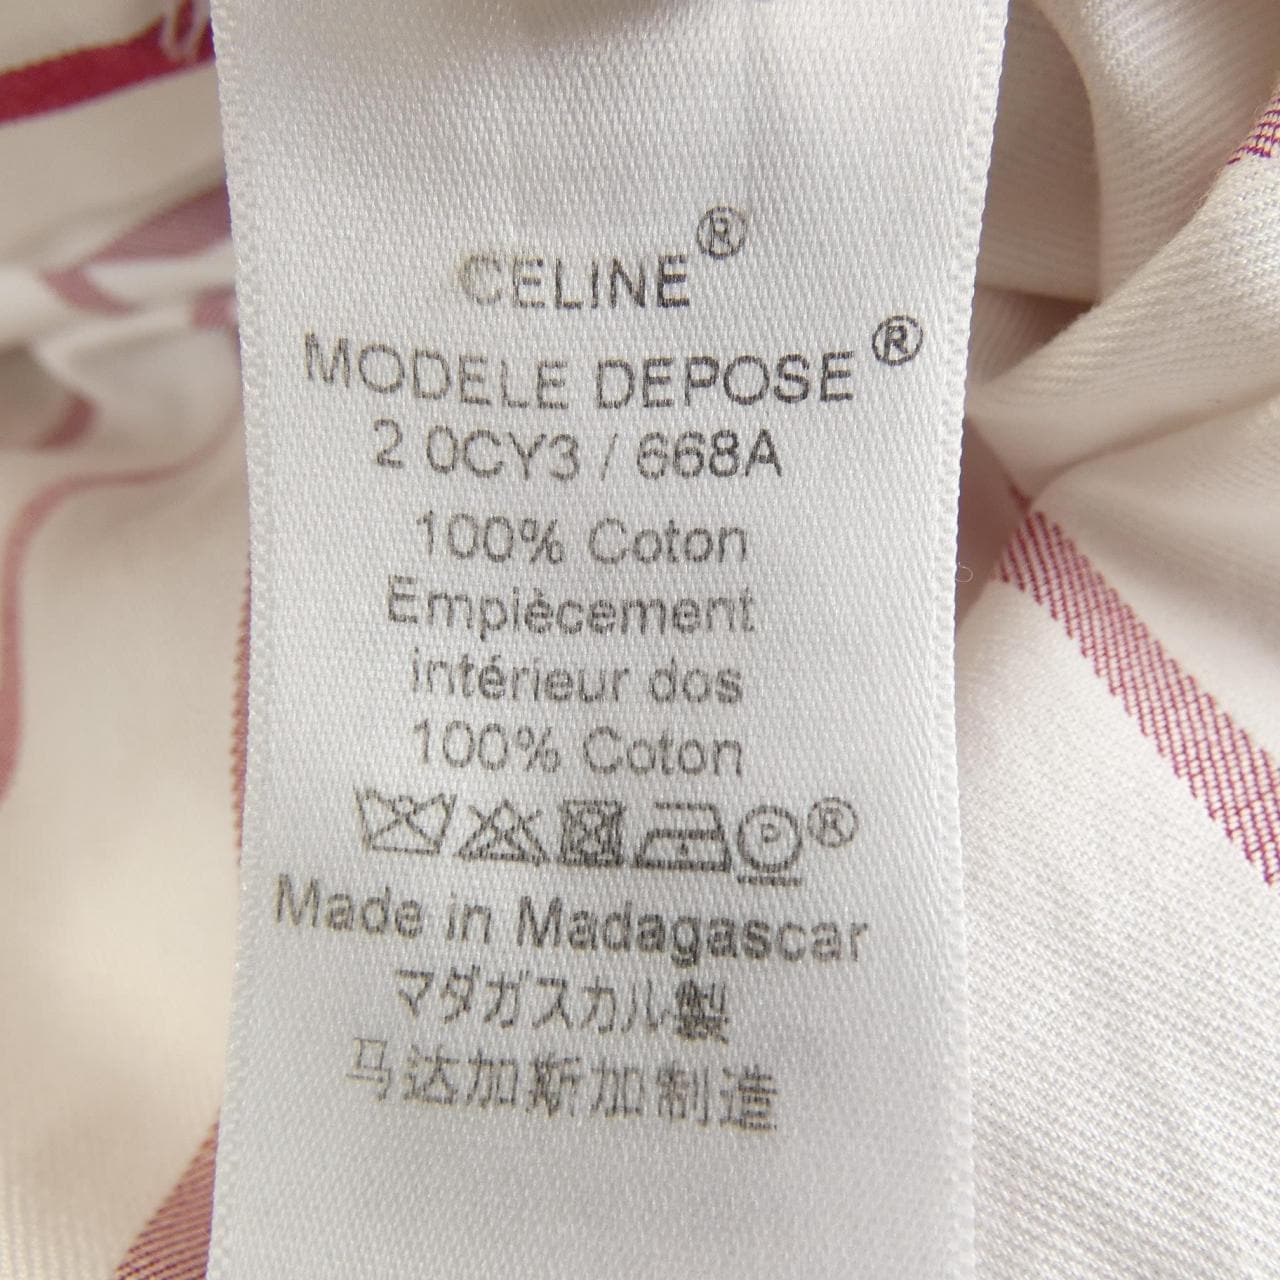 CELINE®
MODELE DEPOSE®
2 0CY3 / 668A
100% Coton
Empiècement
intérieur dos
100% Coton
P ®
Made in Madagascar
マダガスカル製
马达加斯加制造